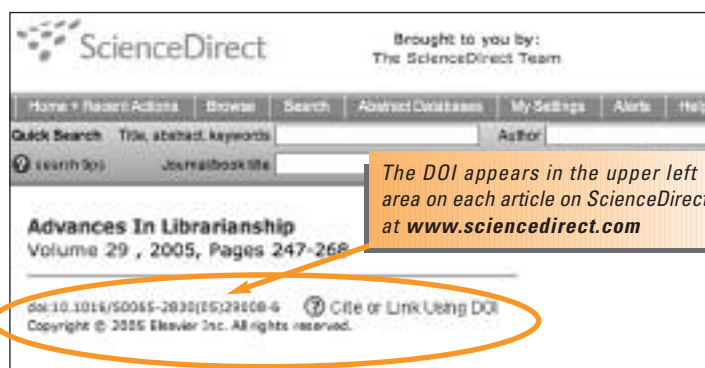 ScienceDirect
Brought to you by:
The ScienceDirect Team
Home + Recent Actions Browse Search Abstract Databases My Settings Alerts Help
Quick Search Title, abstract, keywords Author
? search tips Journal/book title
The DOI appears in the upper left
area on each article on ScienceDirect
at www.sciencedirect.com
Advances In Librarianship
Volume 29 , 2005, Pages 247-268
doi:10.1016/S0065-2830(05)29008-6 ? Cite or Link Using DOI
Copyright © 2005 Elsevier Inc. All rights reserved.